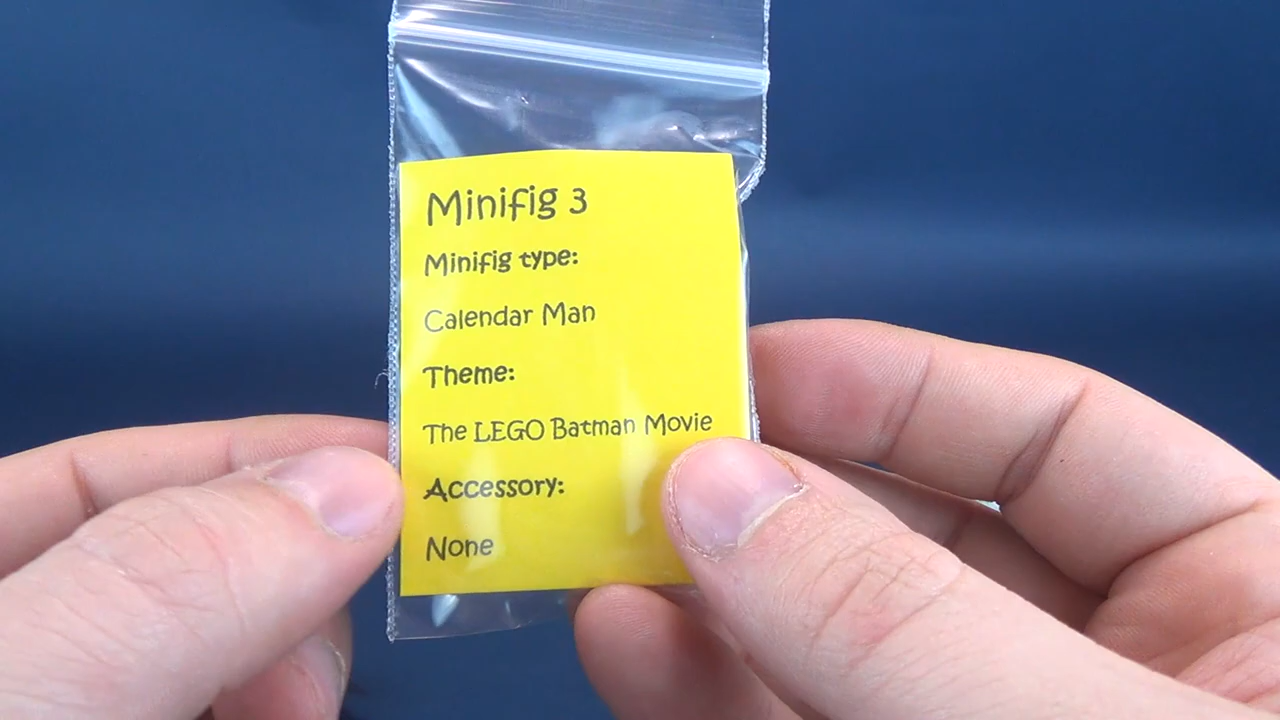 Minifig 3
Minifig type:
Calendar Man
Theme:
The LEGO Batman Movie
Accessory:
None